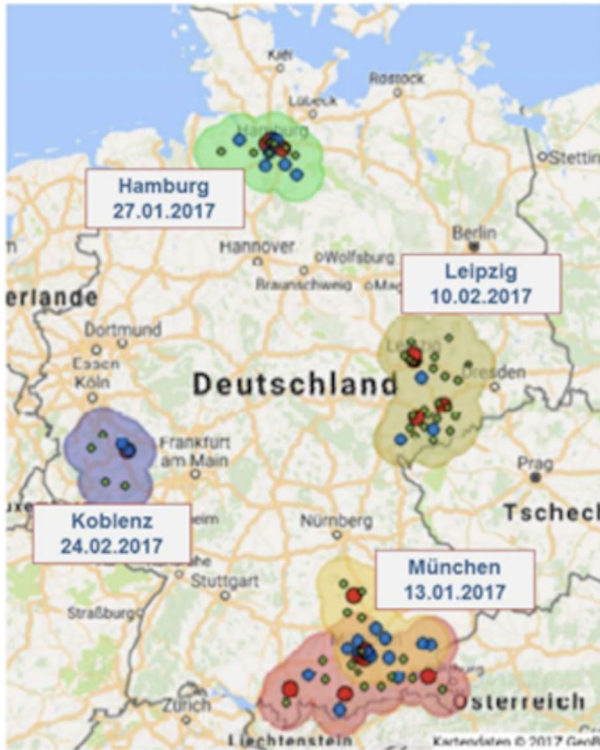 Kiel
Rostock
Lübeck
Hamburg
Stettin
Hamburg
27.01.2017
Berlin
Hannover
Wolfsburg
Braunschweig
Leipzig
10.02.2017
erlande
Dortmund
Essen
Köln
Leipzig
Dresden
Deutschland
Frankfurt
am Main
Prag
Koblenz
24.02.2017
Nürnberg
Tschech
München
13.01.2017
Stuttgart
Straßburg
Zürich
Österreich
Liechtenstein
Kartendaten © 2017 GeoB